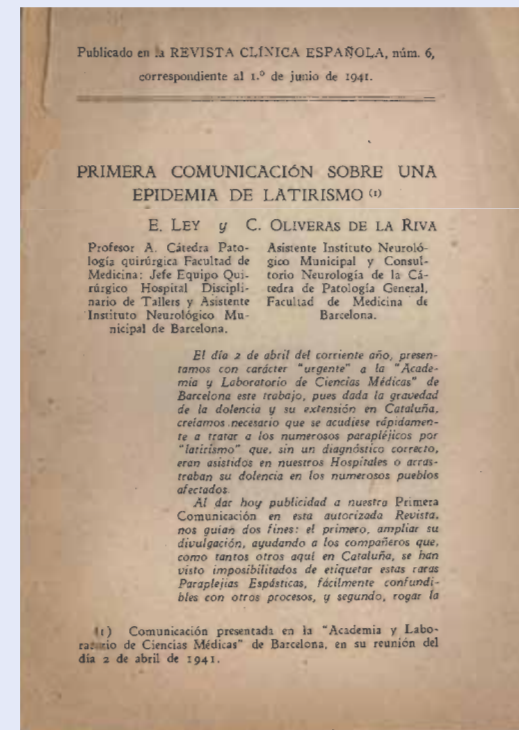 Publicado en la REVISTA CLÍNICA ESPAÑOLA, núm. 6,
correspondiente al 1.º de junio de 1941.
PRIMERA COMUNICACIÓN SOBRE UNA
EPIDEMIA DE LATIRISMO (1)
E. LEY y C. OLIVERAS DE LA RIVA
Profesor A. Cátedra Pato-
logía quirúrgica Facultad de
Medicina: Jefe Equipo Qui-
rúrgico Hospital Discipli-
nario de Tallers y Asistente
Instituto Neurológico Mu-
nicipal de Barcelona.
Asistente Instituto Neuroló-
gico Municipal y Consul-
torio Neurología de la Cá-
tedra de Patología General,
Facultad de Medicina de
Barcelona.
El día 2 de abril del corriente año, presen-
tamos con carácter "urgente" a la "Acade-
mia y Laboratorio de Ciencias Médicas" de
Barcelona este trabajo, pues dada la gravedad
de la dolencia y su extensión en Cataluña,
creíamos necesario que se acudiese rápidamen-
te a tratar a los numerosos parapléjicos por
"latirismo" que, sin un diagnóstico correcto,
eran asistidos en nuestros Hospitales o arras-
traban su dolencia en los numerosos pueblos
afectados.
Al dar hoy publicidad a nuestra Primera
Comunicación en esta autorizada Revista,
nos guían dos fines: el primero, ampliar su
divulgación, ayudando a los compañeros que,
como tantos otros aquí en Cataluña, se han
visto imposibilitados de etiquetar estas raras
Paraplejias Espásticas, fácilmente confundi-
bles con otros procesos, y segundo, rogar la
(1) Comunicación presentada en la "Academia y Labo-
ratorio de Ciencias Médicas" de Barcelona, en su reunión del
día 2 de abril de 1941.